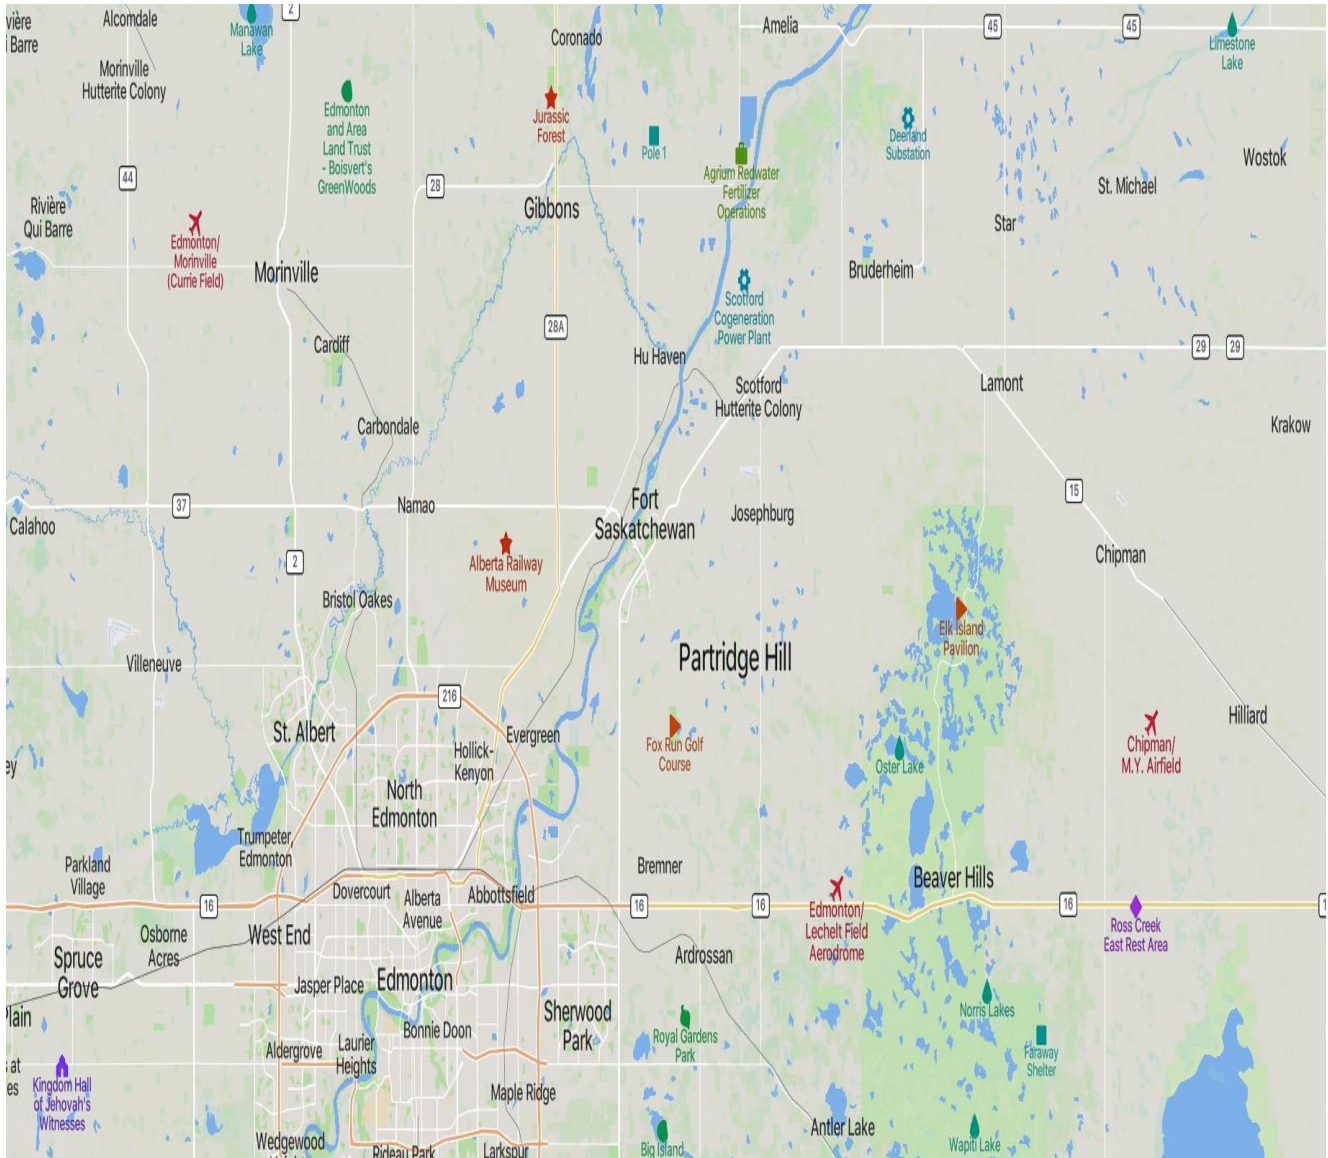 vière
i Barre
Alcomdale
2
Manawan
Lake
Coronado
Amelia
45
45
Limestone
Lake
Morinville
Hutterite Colony
Edmonton
and Area
Land Trust
- Boisvert's
GreenWoods
Jurassic
Forest
Pole 1
Deerland
Substation
Wostok
Agrium Redwater
Fertilizer
Operations
44
28
St. Michael
Rivière
Qui Barre
Gibbons
Star
Edmonton/
Morinville
(Currie Field)
Morinville
Bruderheim
Scotford
Cogeneration
Power Plant
28A
Cardiff
Hu Haven
29
29
Scotford
Hutterite Colony
Lamont
Carbondale
Krakow
15
37
Namao
Fort
Saskatchewan
Josephburg
Calahoo
Chipman
2
Alberta Railway
Museum
Bristol Oakes
Elk Island
Pavilion
Villeneuve
Partridge Hill
216
Hilliard
St. Albert
Evergreen
Hollick-
Kenyon
Fox Run Golf
Course
Chipman/
M.Y. Airfield
ey
Oster Lake
North
Edmonton
Trumpeter
Edmonton
Parkland
Village
Bremner
Beaver Hills
Dovercourt
Alberta
Avenue
Abbottsfield
16
16
16
16
1
Edmonton/
Lechelt Field
Aerodrome
Ross Creek
East Rest Area
Osborne
Acres
West End
Spruce
Grove
Ardrossan
Jasper Place
Edmonton
Sherwood
Park
Norris Lakes
Plain
Bonnie Doon
Royal Gardens
Park
Laurier
Heights
Aldergrove
Faraway
Shelter
s at
es
Kingdom Hall
of Jehovah's
Witnesses
Maple Ridge
Antler Lake
Wedgewood
Rideau Park
Larkspur
Big Island
Wapiti Lake